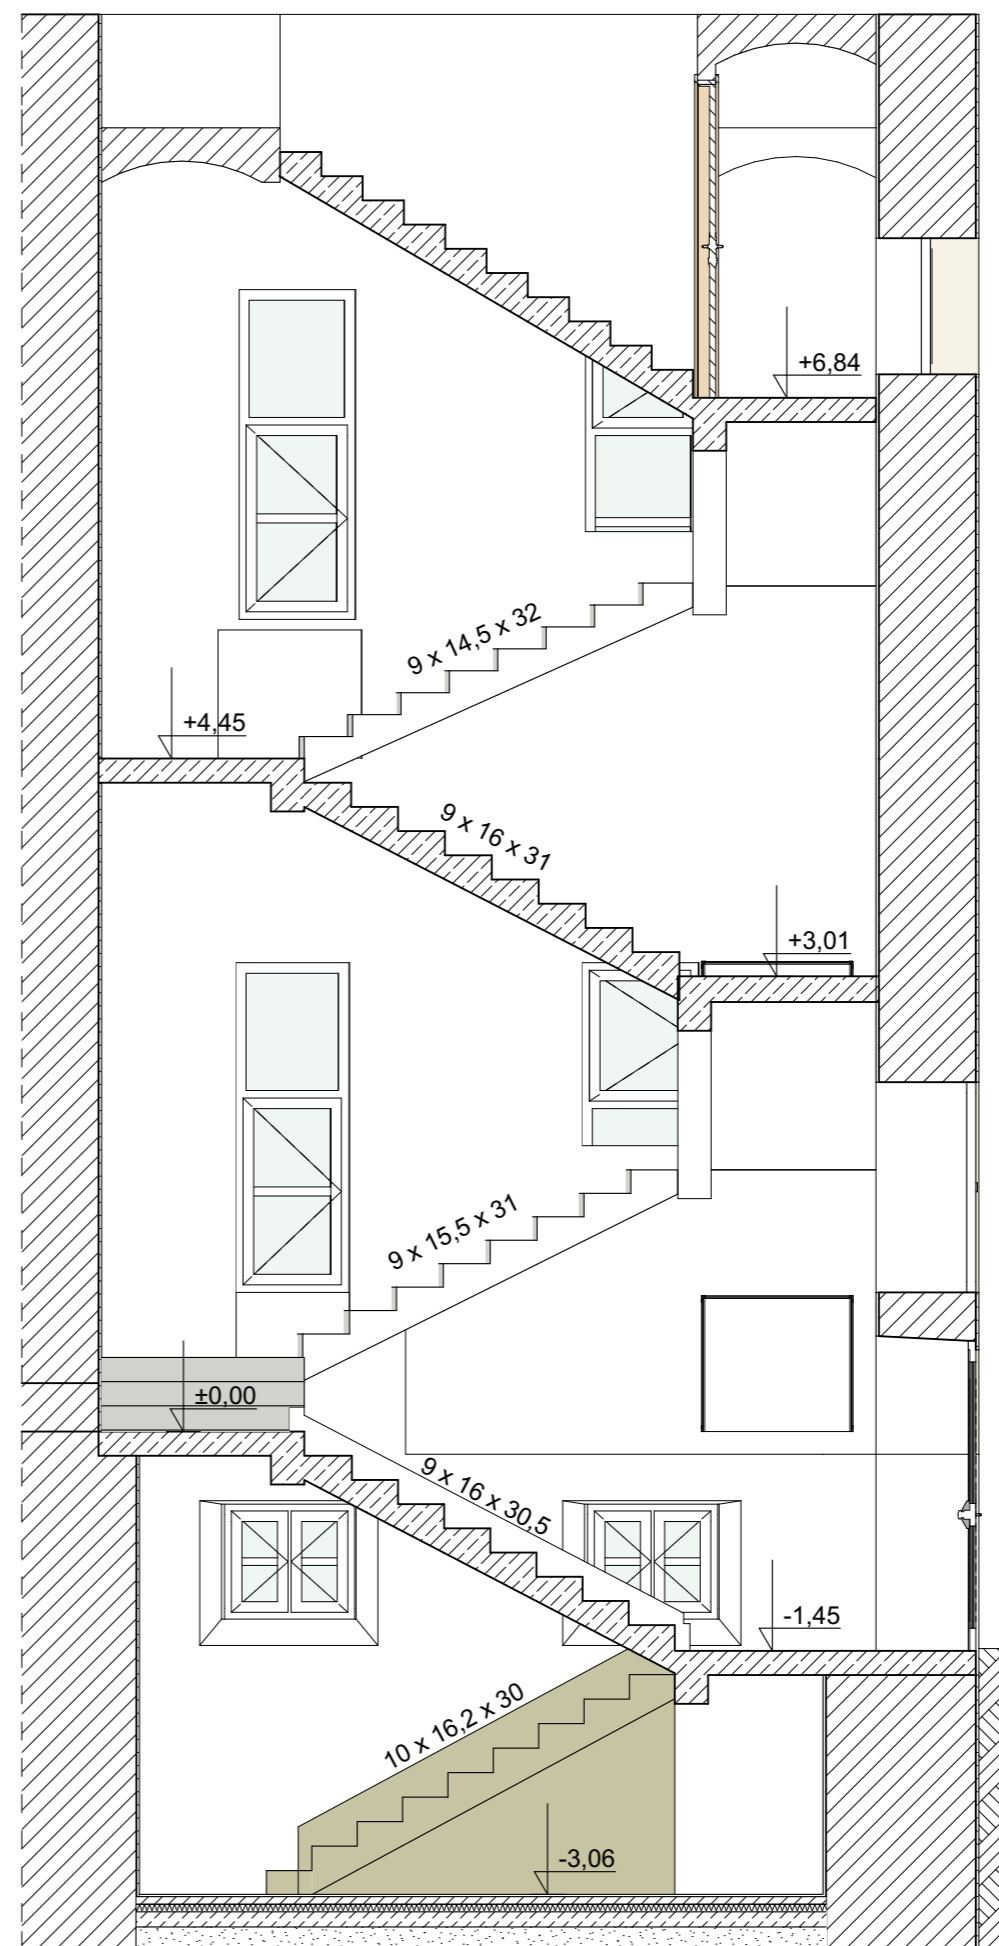 +6,84
9 x 14,5 x 32
+4,45
9 x 16 x 31
+3,01
9 x 15,5 x 31
±0,00
9 x 16 x 30,5
-1,45
10 x 16,2 x 30
-3,06